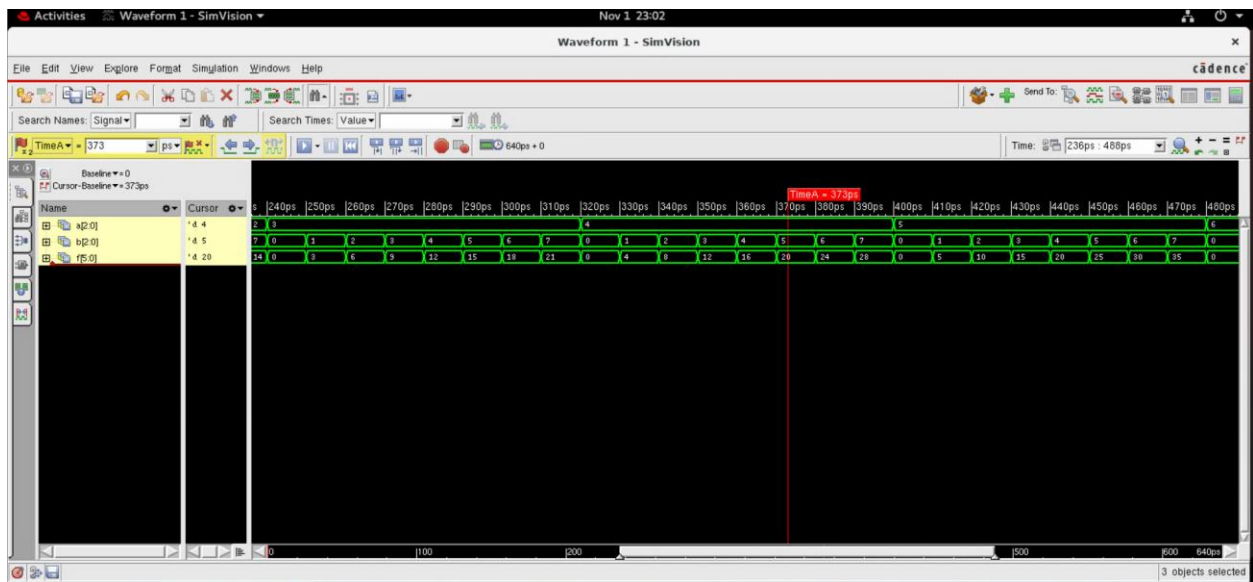 Activities Waveform 1 - SimVision Nov 1 23:02
Waveform 1 - SimVision
File Edit View Explore Format Simulation Windows Help cādence
Send To:
Search Names: Signal Search Times: Value
TimeA = 373 ps 640ps + 0 Time: 236ps : 488ps
Baseline = 0
Cursor-Baseline = 373ps
TimeA = 373ps
Name Cursor s 240ps 250ps 260ps 270ps 280ps 290ps 300ps 310ps 320ps 330ps 340ps 350ps 360ps 370ps 380ps 390ps 400ps 410ps 420ps 430ps 440ps 450ps 460ps 470ps 480ps
a[2:0] 'd 4 2 3 4 5 6
b[2:0] 'd 5 7 0 1 2 3 4 5 6 7 0 1 2 3 4 5 6 7 0 1 2 3 4 5 6 7 0
f[5:0] 'd 20 14 0 3 6 9 12 15 18 21 0 4 8 12 16 20 24 28 0 5 10 15 20 25 30 35 0
0 100 200 500 600 640ps
3 objects selected